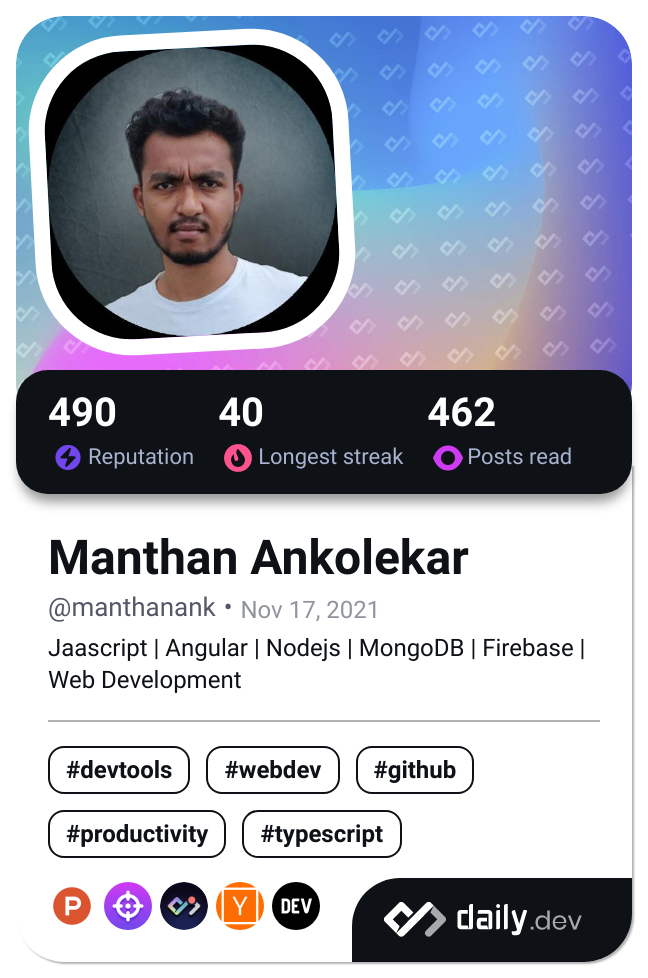 490 40 462
Reputation Longest streak Posts read
Manthan Ankolekar
@manthanank • Nov 17, 2021
Jaascript | Angular | Nodejs | MongoDB | Firebase |
Web Development
#devtools #webdev #github
#productivity #typescript
P Y DEV daily.dev